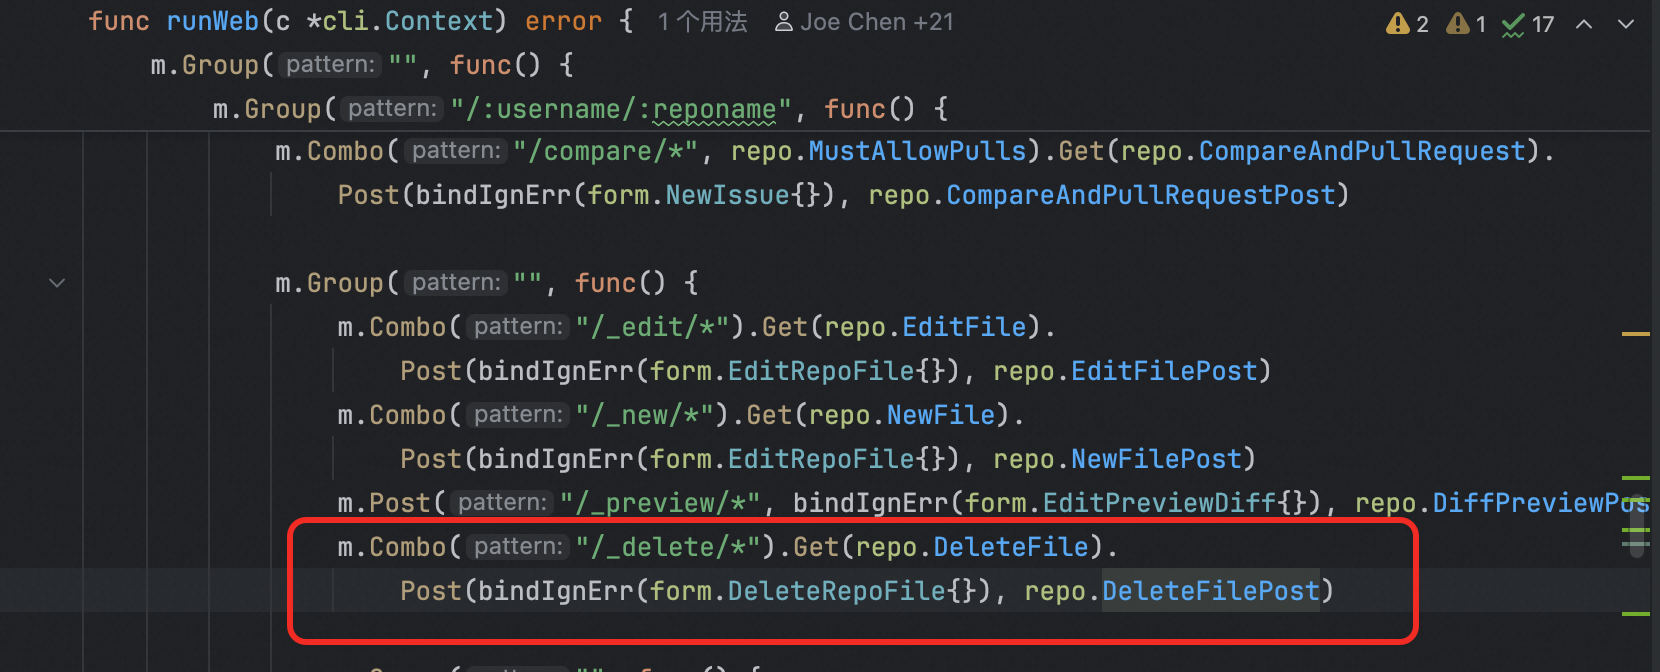 func runWeb(c *cli.Context) error { 1 个用法 Joe Chen +21 2 1 17
m.Group( pattern: "", func() {
m.Group( pattern: "/:username/:reponame", func() {
m.Combo( pattern: "/compare/*", repo.MustAllowPulls).Get(repo.CompareAndPullRequest).
Post(bindIgnErr(form.NewIssue{}), repo.CompareAndPullRequestPost)
m.Group( pattern: "", func() {
m.Combo( pattern: "/_edit/*").Get(repo.EditFile).
Post(bindIgnErr(form.EditRepoFile{}), repo.EditFilePost)
m.Combo( pattern: "/_new/*").Get(repo.NewFile).
Post(bindIgnErr(form.EditRepoFile{}), repo.NewFilePost)
m.Post( pattern: "/_preview/*", bindIgnErr(form.EditPreviewDiff{}), repo.DiffPreviewPos
m.Combo( pattern: "/_delete/*").Get(repo.DeleteFile).
Post(bindIgnErr(form.DeleteRepoFile{}), repo.DeleteFilePost)